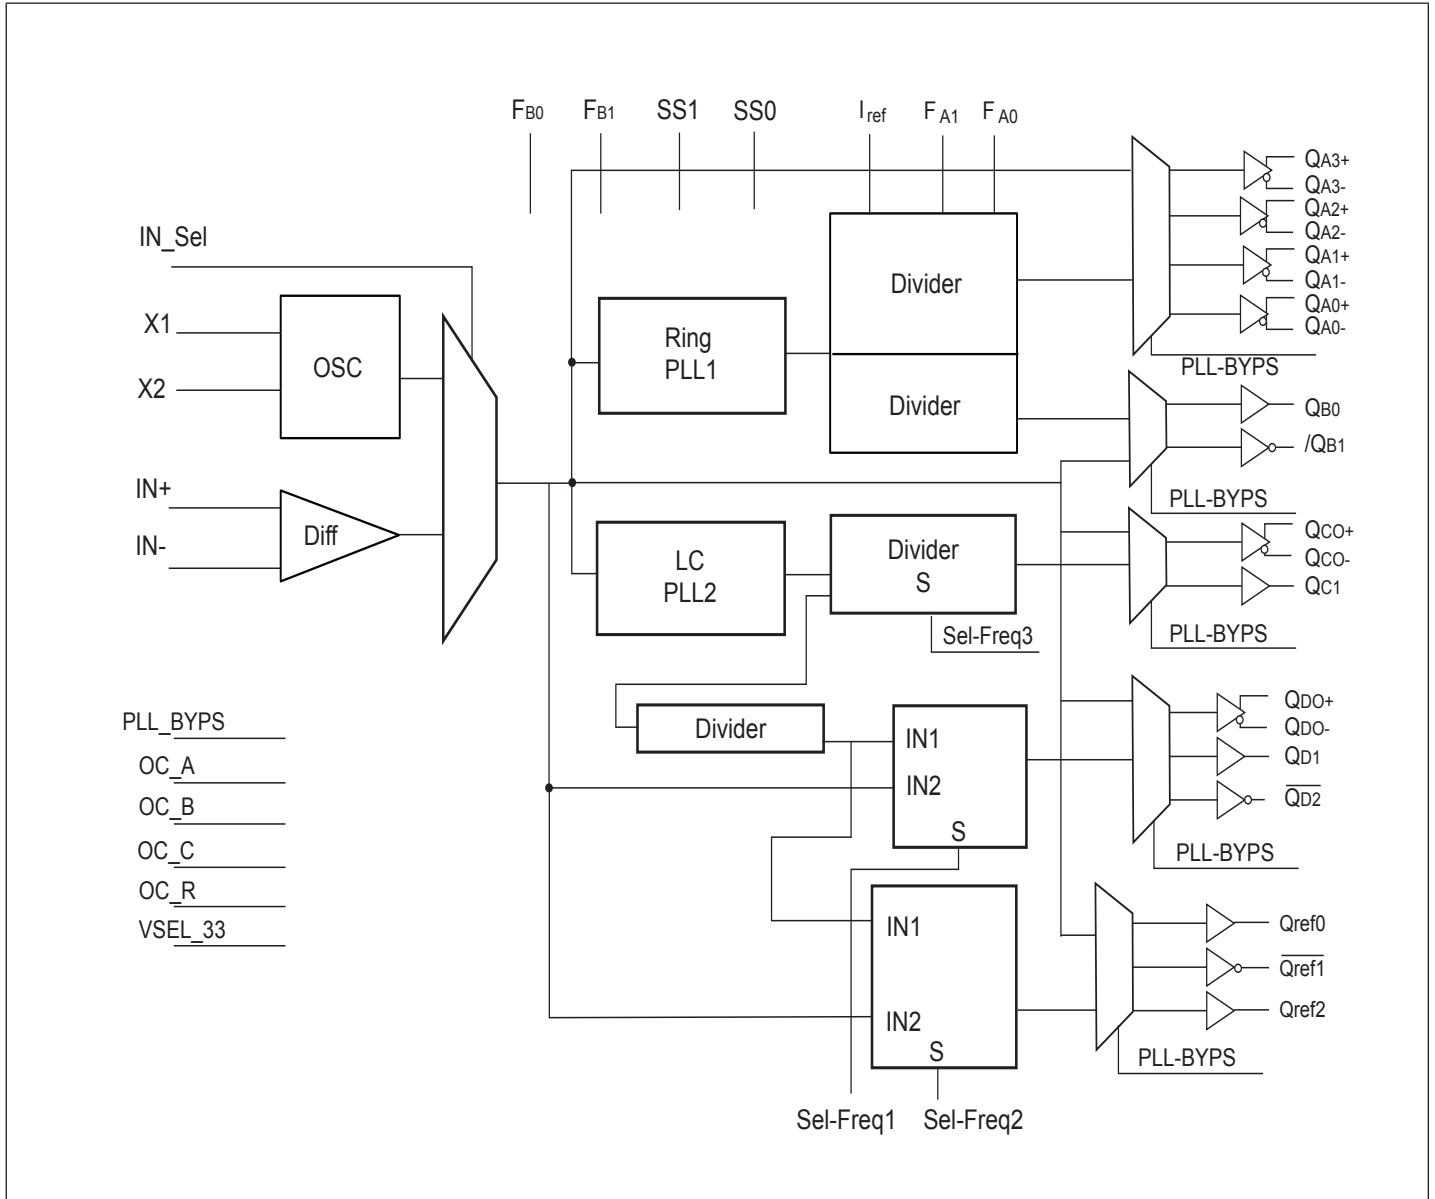 FB0 FB1 SS1 SS0 Iref FA1 FA0
QA3+
QA3-
QA2+
QA2-
QA1+
QA1-
QA0+
QA0-
PLL-BYPS
IN_Sel
X1
X2
OSC
IN+
IN-
Diff
Ring
PLL1
Divider
Divider
QB0
/QB1
PLL-BYPS
LC
PLL2
Divider
S
Sel-Freq3
QCO+
QCO-
QC1
PLL-BYPS
Divider
IN1
IN2
S
QDO+
QDO-
QD1
Q̅D̅2̅
PLL-BYPS
IN1
IN2
S
Qref0
Q̅r̅e̅f̅1̅
Qref2
PLL-BYPS
Sel-Freq1 Sel-Freq2
PLL_BYPS
OC_A
OC_B
OC_C
OC_R
VSEL_33